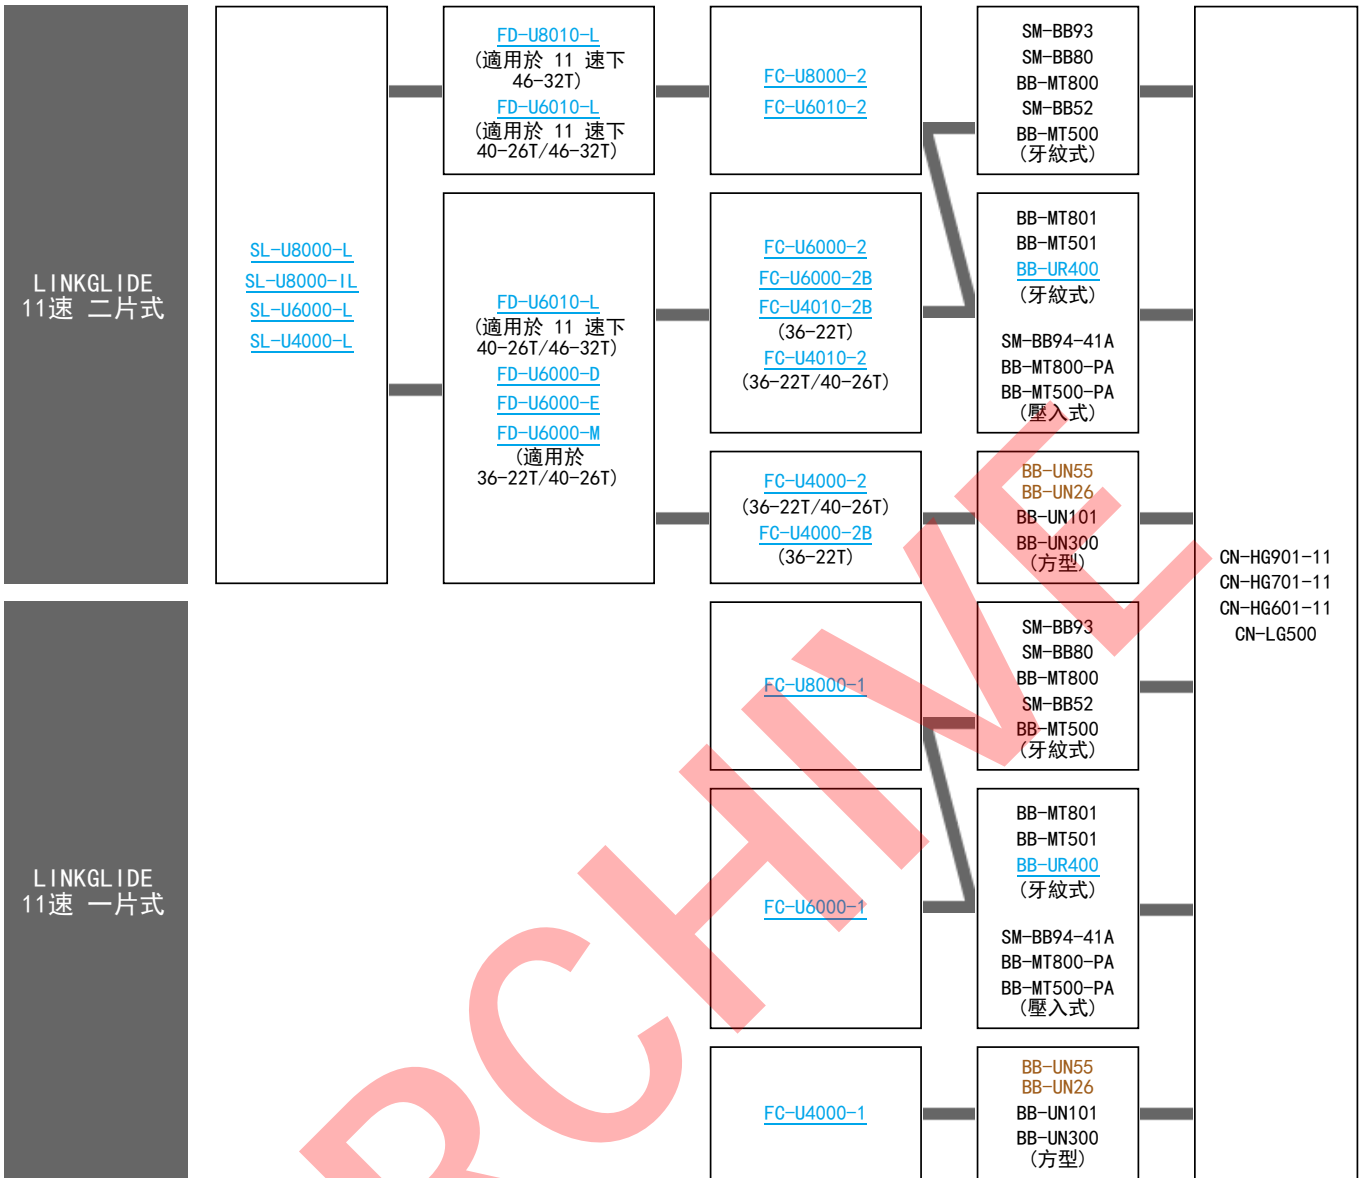 LINKGLIDE
11速 二片式
SL-U8000-L
SL-U8000-IL
SL-U6000-L
SL-U4000-L
FD-U8010-L
(適用於 11 速下
46-32T)
FD-U6010-L
(適用於 11 速下
40-26T/46-32T)
FD-U6010-L
(適用於 11 速下
40-26T/46-32T)
FD-U6000-D
FD-U6000-E
FD-U6000-M
(適用於
36-22T/40-26T)
FC-U8000-2
FC-U6010-2
FC-U6000-2
FC-U6000-2B
FC-U4010-2B
(36-22T)
FC-U4010-2
(36-22T/40-26T)
FC-U4000-2
(36-22T/40-26T)
FC-U4000-2B
(36-22T)
SM-BB93
SM-BB80
BB-MT800
SM-BB52
BB-MT500
(牙紋式)
BB-MT801
BB-MT501
BB-UR400
(牙紋式)
SM-BB94-41A
BB-MT800-PA
BB-MT500-PA
(壓入式)
BB-UN55
BB-UN26
BB-UN101
BB-UN300
(方型)
CN-HG901-11
CN-HG701-11
CN-HG601-11
CN-LG500
LINKGLIDE
11速 一片式
FC-U8000-1
FC-U6000-1
FC-U4000-1
SM-BB93
SM-BB80
BB-MT800
SM-BB52
BB-MT500
(牙紋式)
BB-MT801
BB-MT501
BB-UR400
(牙紋式)
SM-BB94-41A
BB-MT800-PA
BB-MT500-PA
(壓入式)
BB-UN55
BB-UN26
BB-UN101
BB-UN300
(方型)
RCHIVE